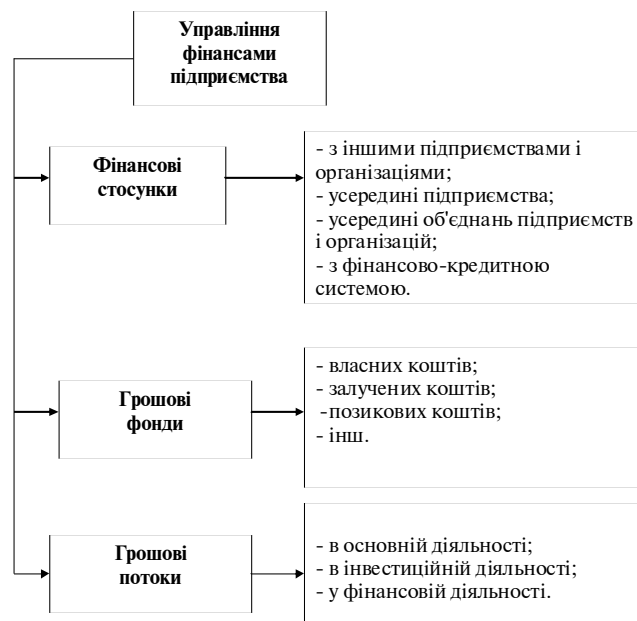 Управління
фінансами
підприємства
Фінансові
стосунки
- з іншими підприємствами і
організаціями;
- усередині підприємства;
- усередині об'єднань підприємств
і організацій;
- з фінансово-кредитною
системою.
Грошові
фонди
- власних коштів;
- залучених коштів;
-позикових коштів;
- інш.
Грошові
потоки
- в основній діяльності;
- в інвестиційній діяльності;
- у фінансовій діяльності.